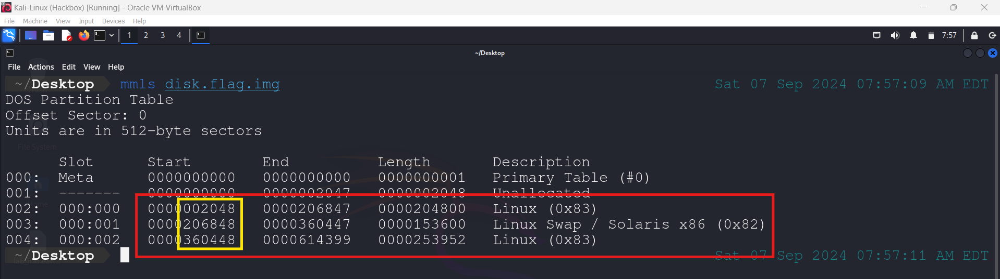 Kali-Linux (Hackbox) [Running] - Oracle VM VirtualBox
File Machine View Input Devices Help
1 2 3 4 7:57
~/Desktop
File Actions Edit View Help
~/Desktop mmls disk.flag.img Sat 07 Sep 2024 07:57:09 AM EDT
DOS Partition Table
Offset Sector: 0
Units are in 512-byte sectors
File System
Slot Start End Length Description
000: Meta 0000000000 0000000000 0000000001 Primary Table (#0)
001: ------- 0000000000 0000002047 0000002048 Unallocated
002: 000:000 0000002048 0000206847 0000204800 Linux (0x83)
003: 000:001 0000206848 0000360447 0000153600 Linux Swap / Solaris x86 (0x82)
004: 000:002 0000360448 0000614399 0000253952 Linux (0x83)
~/Desktop Sat 07 Sep 2024 07:57:11 AM EDT